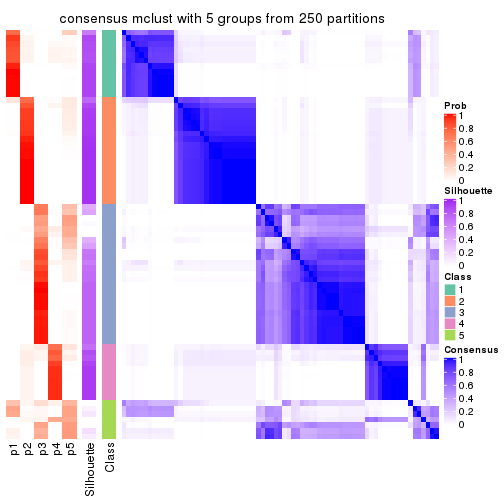 consensus mclust with 5 groups from 250 partitions
Prob
1
0.8
0.6
0.4
0.2
0
Silhouette
1
0.8
0.6
0.4
0.2
0
Class
1
2
3
4
5
Consensus
1
0.8
0.6
0.4
0.2
0
p1
p2
p3
p4
p5
Silhouette
Class